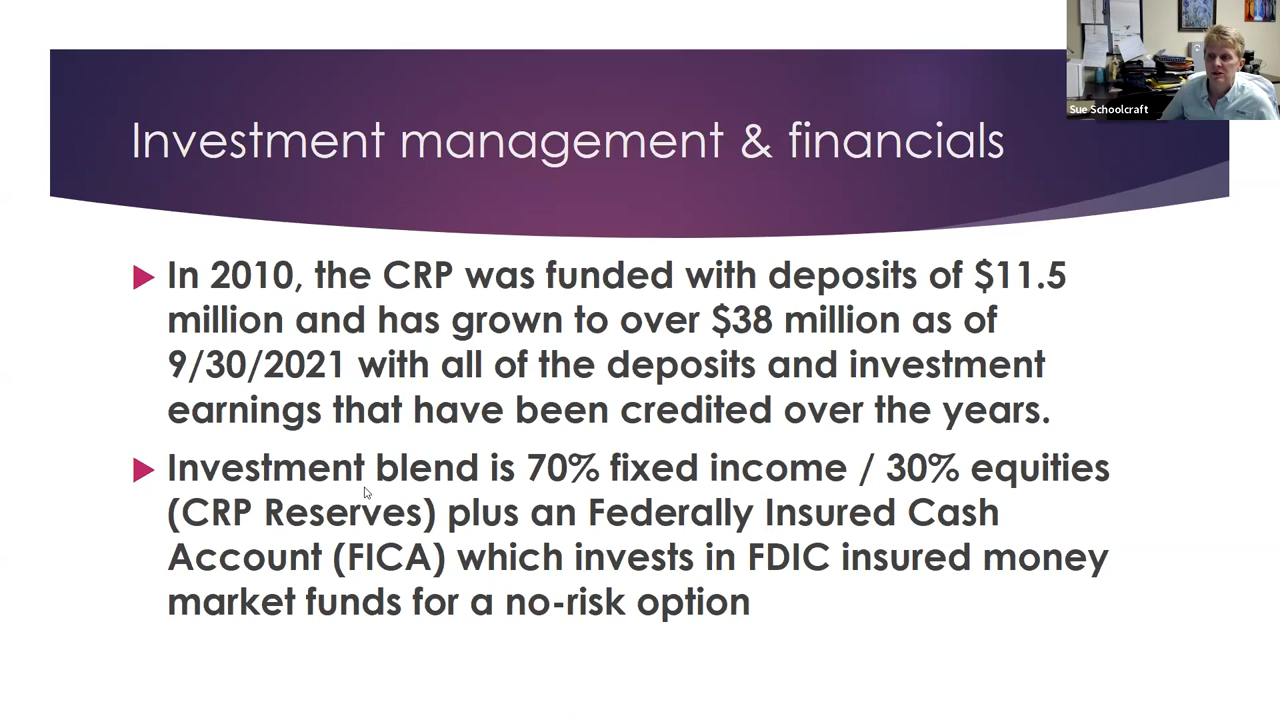 Sue Schoolcraft
Investment management & financials
In 2010, the CRP was funded with deposits of $11.5
million and has grown to over $38 million as of
9/30/2021 with all of the deposits and investment
earnings that have been credited over the years.
Investment blend is 70% fixed income / 30% equities
(CRP Reserves) plus an Federally Insured Cash
Account (FICA) which invests in FDIC insured money
market funds for a no-risk option